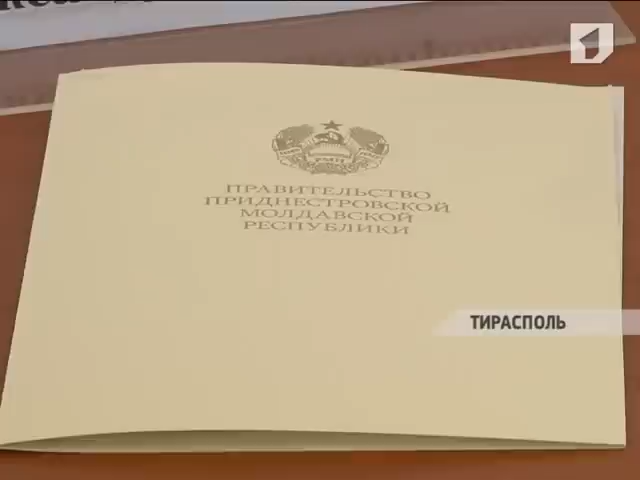 ПРАВИТЕЛЬСТВО
ПРИДНЕСТРОВСКОЙ
МОЛДАВСКОЙ
РЕСПУБЛИКИ
ТИРАСПОЛЬ